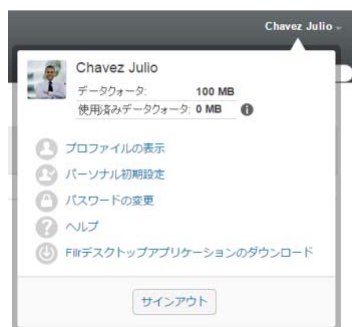 Chavez Julio
Chavez Julio
データクォータ: 100 MB
使用済みデータクォータ: 0 MB
プロファイルの表示
パーソナル初期設定
パスワードの変更
ヘルプ
Filrデスクトップアプリケーションのダウンロード
サインアウト